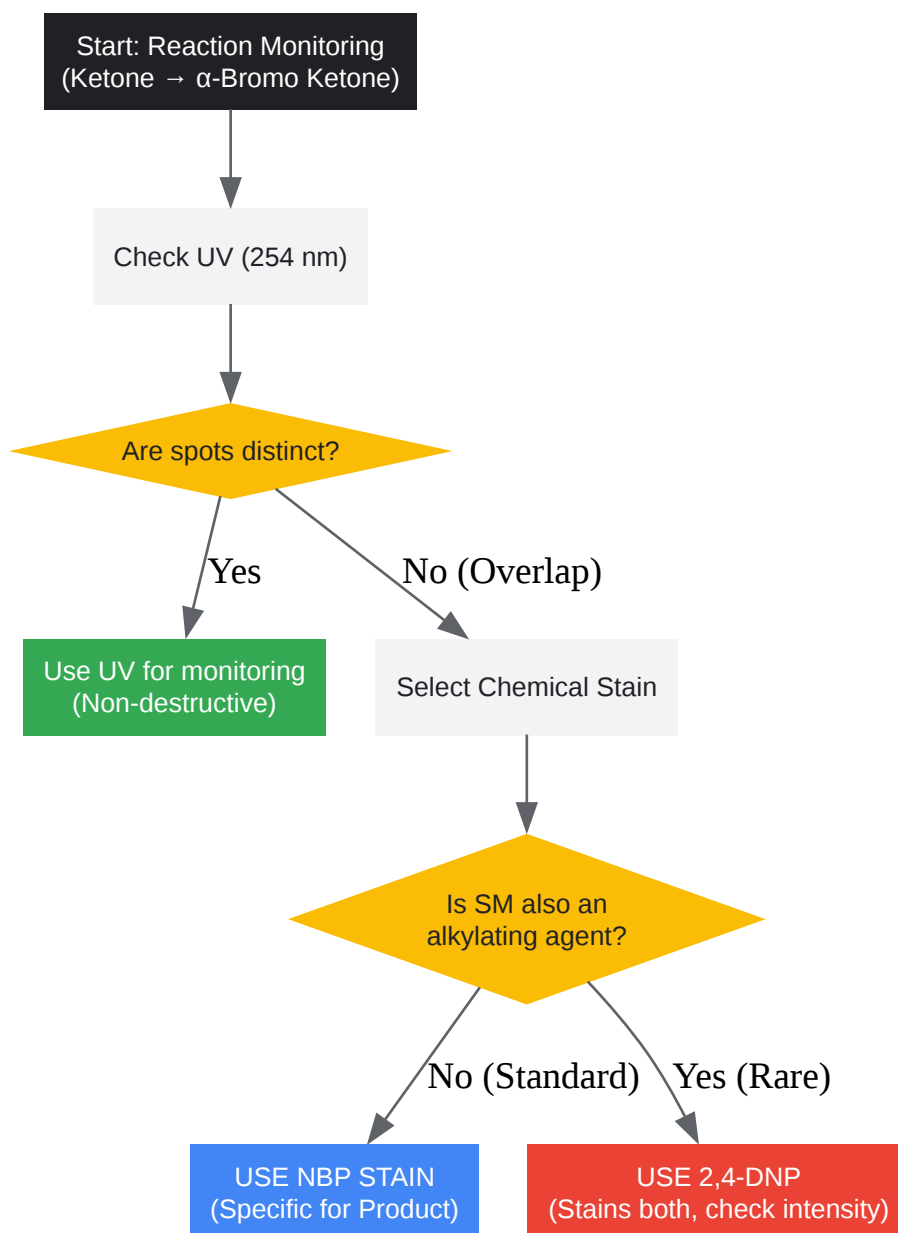 Start: Reaction Monitoring
(Ketone → α-Bromo Ketone)
Check UV (254 nm)
Are spots distinct?
Yes
No (Overlap)
Use UV for monitoring
(Non-destructive)
Select Chemical Stain
Is SM also an
alkylating agent?
No (Standard)
Yes (Rare)
USE NBP STAIN
(Specific for Product)
USE 2,4-DNP
(Stains both, check intensity)